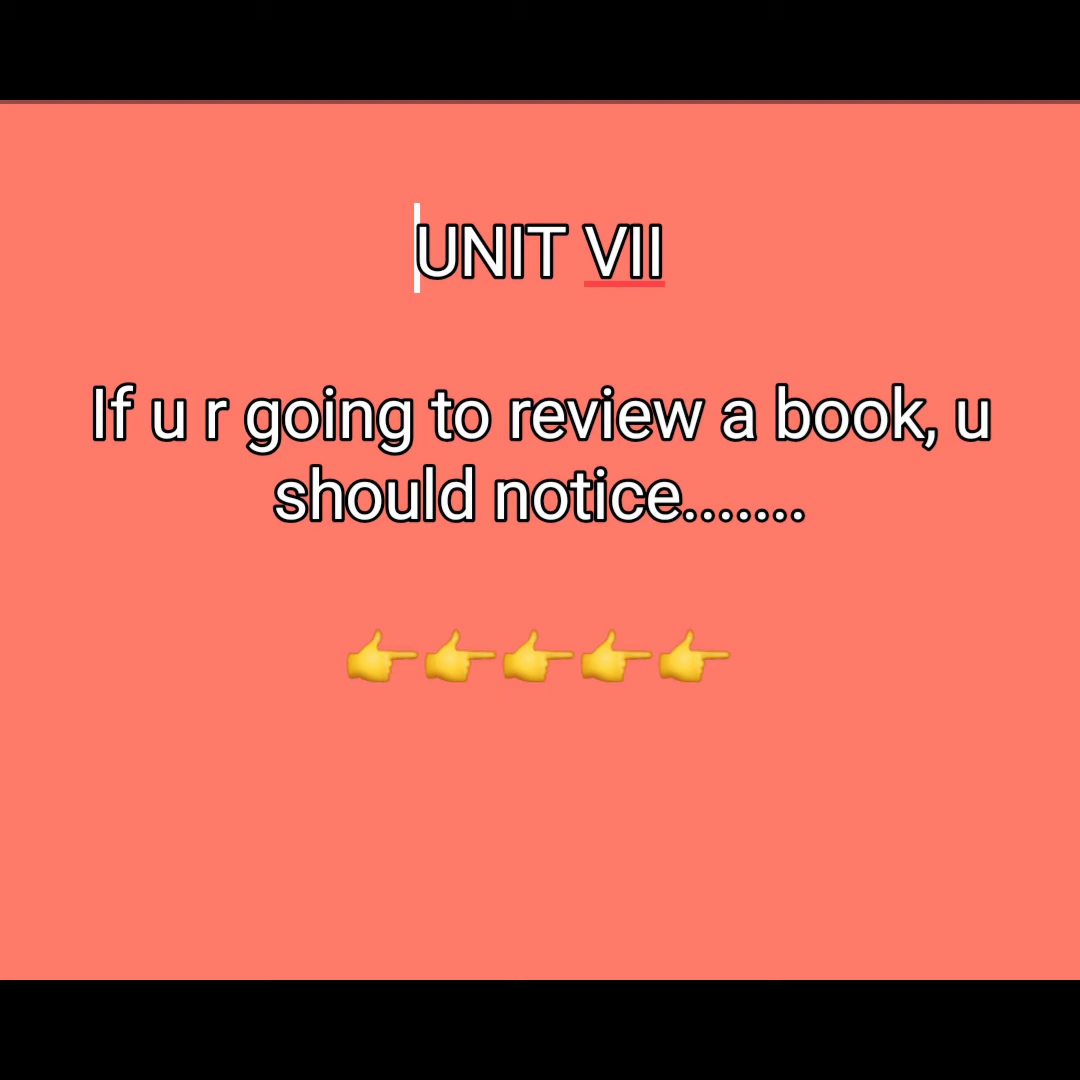 UNIT VII
If u r going to review a book, u
should notice.......
👉👉👉👉👉